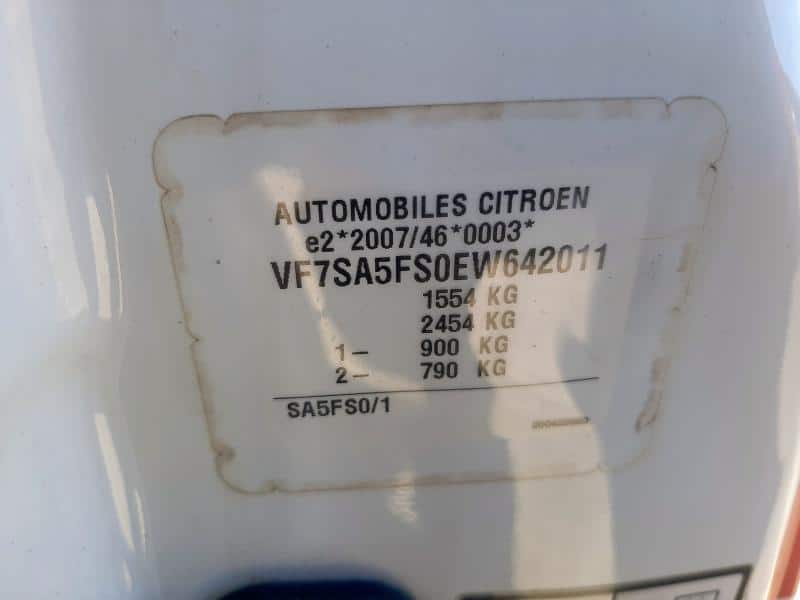 AUTOMOBILES CITROEN
e2*2007/46*0003*
VF7SA5FS0EW642011
1554 KG
2454 KG
1- 900 KG
2- 790 KG
SA5FS0/1